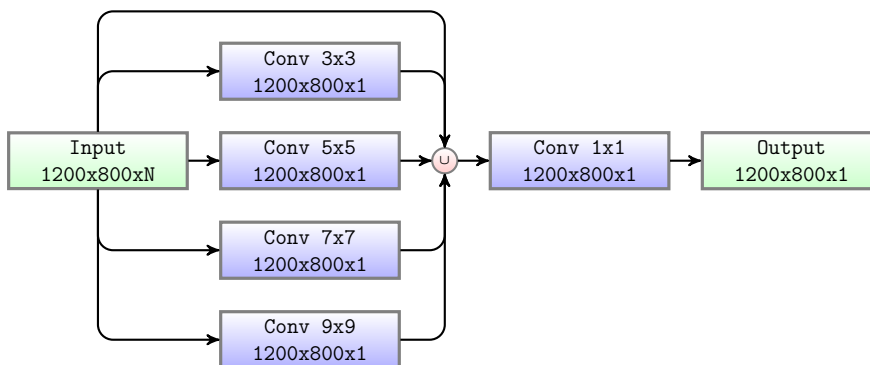 Conv 3x3
1200x800x1
Input
1200x800xN
Conv 5x5
1200x800x1
∪
Conv 1x1
1200x800x1
Output
1200x800x1
Conv 7x7
1200x800x1
Conv 9x9
1200x800x1